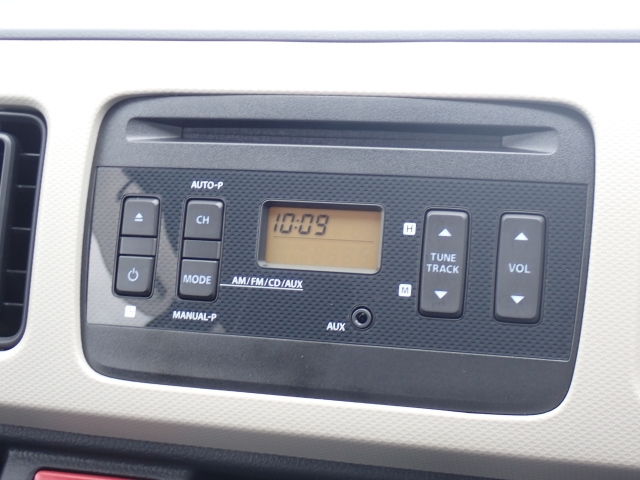 AUTO-P
CH
10:09
H
TUNE
TRACK
VOL
MODE
AM/FM/CD/AUX
M
MANUAL-P
AUX